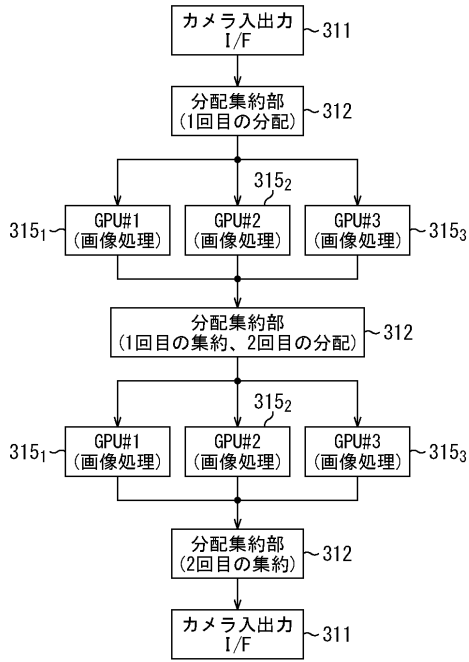 カメラ入出力
I/F
311
分配集約部
(1回目の分配)
312
GPU#1
(画像処理)
315₁
GPU#2
(画像処理)
315₂
GPU#3
(画像処理)
315₃
分配集約部
(1回目の集約、2回目の分配)
312
GPU#1
(画像処理)
315₁
GPU#2
(画像処理)
315₂
GPU#3
(画像処理)
315₃
分配集約部
(2回目の集約)
312
カメラ入出力
I/F
311